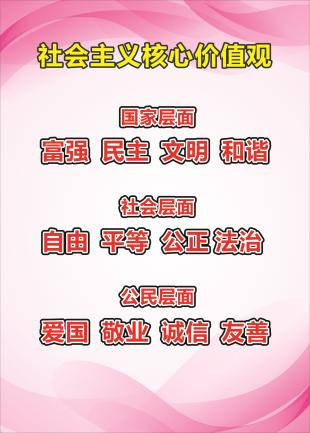 社会主义核心价值观
国家层面
富强 民主 文明 和谐
社会层面
自由 平等 公正 法治
公民层面
爱国 敬业 诚信 友善